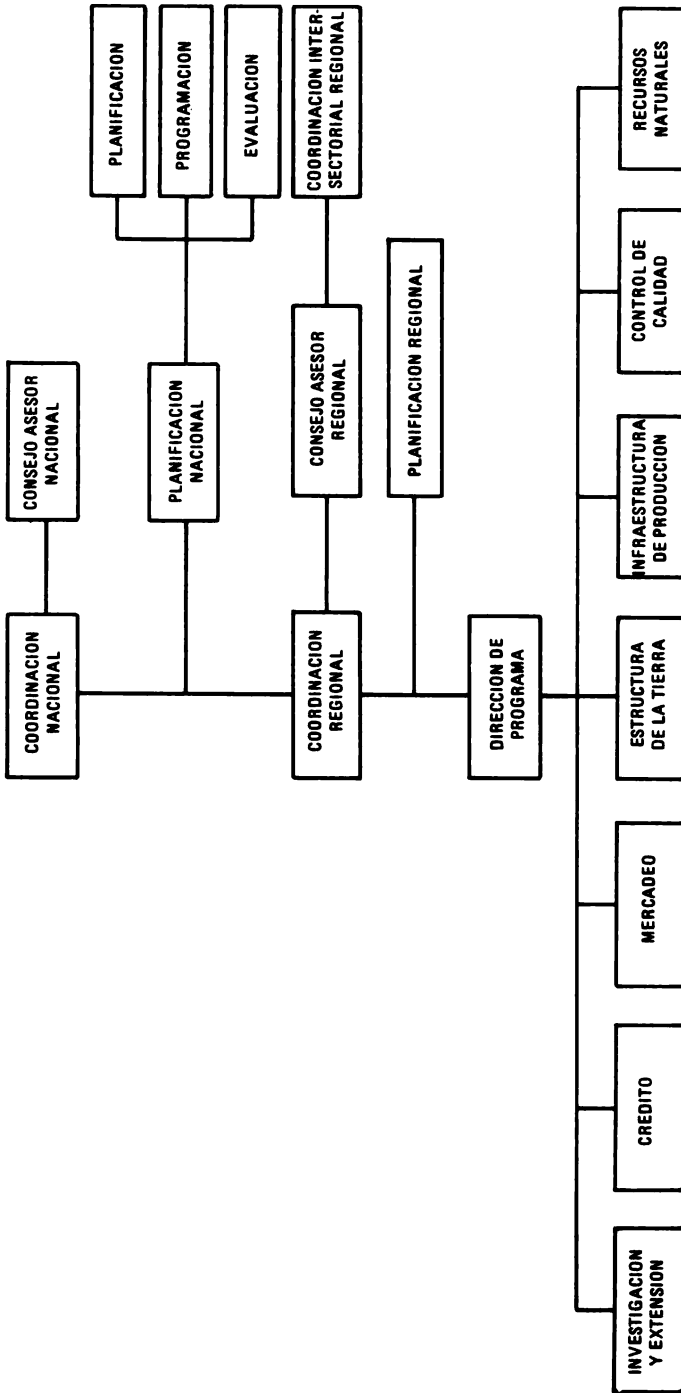 COORDINACION
NACIONAL
CONSEJO ASESOR
NACIONAL
PLANIFICACION
NACIONAL
PLANIFICACION
PROGRAMACION
EVALUACION
COORDINACION
REGIONAL
CONSEJO ASESOR
REGIONAL
COORDINACION INTER-
SECTORIAL REGIONAL
PLANIFICACION REGIONAL
DIRECCION DE
PROGRAMA
INVESTIGACION
Y EXTENSION
CREDITO
MERCADEO
ESTRUCTURA
DE LA TIERRA
INFRAESTRUCTURA
DE PRODUCCION
CONTROL DE
CALIDAD
RECURSOS
NATURALES